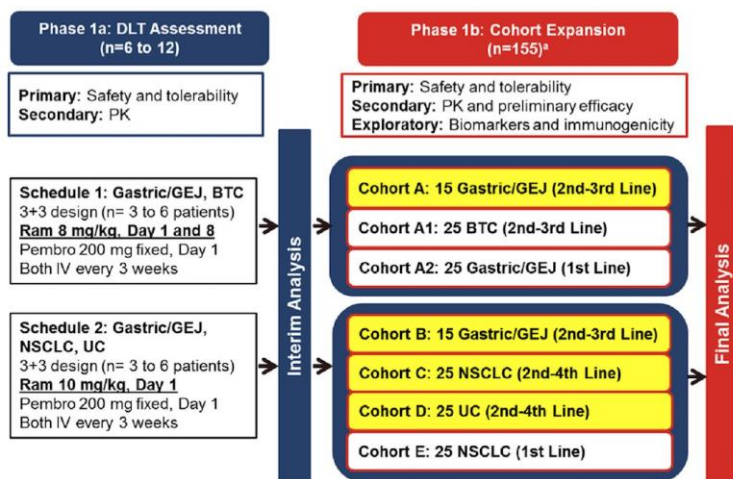 Phase 1a: DLT Assessment
(n=6 to 12)
Primary: Safety and tolerability
Secondary: PK
Schedule 1: Gastric/GEJ, BTC
3+3 design (n= 3 to 6 patients)
Ram 8 mg/kg, Day 1 and 8
Pembro 200 mg fixed, Day 1
Both IV every 3 weeks
Schedule 2: Gastric/GEJ,
NSCLC, UC
3+3 design (n= 3 to 6 patients)
Ram 10 mg/kg, Day 1
Pembro 200 mg fixed, Day 1
Both IV every 3 weeks
Interim Analysis
Phase 1b: Cohort Expansion
(n=155)ª
Primary: Safety and tolerability
Secondary: PK and preliminary efficacy
Exploratory: Biomarkers and immunogenicity
Cohort A: 15 Gastric/GEJ (2nd-3rd Line)
Cohort A1: 25 BTC (2nd-3rd Line)
Cohort A2: 25 Gastric/GEJ (1st Line)
Cohort B: 15 Gastric/GEJ (2nd-3rd Line)
Cohort C: 25 NSCLC (2nd-4th Line)
Cohort D: 25 UC (2nd-4th Line)
Cohort E: 25 NSCLC (1st Line)
Final Analysis